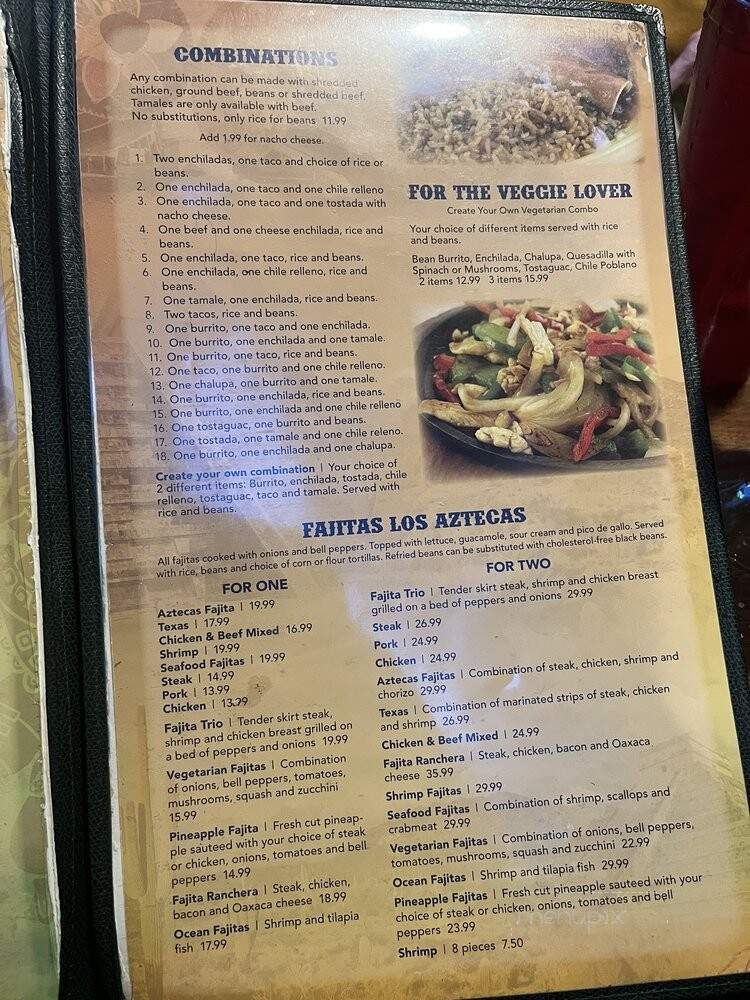 COMBINATIONS
Any combination can be made with shredded
chicken, ground beef, beans or shredded beef.
Tamales are only available with beef.
No substitutions, only rice for beans 11.99
Add 1.99 for nacho cheese.
1. Two enchiladas, one taco and choice of rice or
beans.
2. One enchilada, one taco and one chile relleno
3. One enchilada, one taco and one tostada with
nacho cheese.
4. One beef and one cheese enchilada, rice and
beans.
5. One enchilada, one taco, rice and beans.
6. One enchilada, one chile relleno, rice and
beans.
7. One tamale, one enchilada, rice and beans.
8. Two tacos, rice and beans.
9. One burrito, one taco and one enchilada.
10. One burrito, one enchilada and one tamale.
11. One burrito, one taco, rice and beans.
12. One taco, one burrito and one chile relleno.
13. One chalupa, one burrito and one tamale.
14. One burrito, one enchilada, rice and beans.
15. One burrito, one enchilada and one chile relleno
16. One tostaguac, one burrito and beans.
17. One tostada, one tamale and one chile releno.
18. One burrito, one enchilada and one chalupa.
Create your own combination | Your choice of
2 different items: Burrito, enchilada, tostada, chile
relleno, tostaguac, taco and tamale. Served with
rice and beans.
FOR THE VEGGIE LOVER
Create Your Own Vegetarian Combo
Your choice of different items served with rice
and beans.
Bean Burrito, Enchilada, Chalupa, Quesadilla with
Spinach or Mushrooms, Tostaguac, Chile Poblano
2 items 12.99 3 items 15.99
FAJITAS LOS AZTECAS
All fajitas cooked with onions and bell peppers. Topped with lettuce, guacamole, sour cream and pico de gallo. Served
with rice, beans and choice of corn or flour tortillas. Refried beans can be substituted with cholesterol-free black beans.
FOR ONE
Aztecas Fajita | 19.99
Texas | 17.99
Chicken & Beef Mixed 16.99
Shrimp | 19.99
Seafood Fajitas | 19.99
Steak | 14.99
Pork | 13.99
Chicken | 13.99
Fajita Trio | Tender skirt steak,
shrimp and chicken breast grilled on
a bed of peppers and onions 19.99
Vegetarian Fajitas | Combination
of onions, bell peppers, tomatoes,
mushrooms, squash and zucchini
15.99
Pineapple Fajita | Fresh cut pineap-
ple sauteed with your choice of steak
or chicken, onions, tomatoes and bell
peppers 14.99
Fajita Ranchera | Steak, chicken,
bacon and Oaxaca cheese 18.99
Ocean Fajitas | Shrimp and tilapia
fish 17.99
FOR TWO
Fajita Trio | Tender skirt steak, shrimp and chicken breast
grilled on a bed of peppers and onions 29.99
Steak | 26.99
Pork | 24.99
Chicken | 24.99
Aztecas Fajitas | Combination of steak, chicken, shrimp and
chorizo 29.99
Texas | Combination of marinated strips of steak, chicken
and shrimp 26.99
Chicken & Beef Mixed | 24.99
Fajita Ranchera | Steak, chicken, bacon and Oaxaca
cheese 35.99
Shrimp Fajitas | 29.99
Seafood Fajitas | Combination of shrimp, scallops and
crabmeat 29.99
Vegetarian Fajitas | Combination of onions, bell peppers,
tomatoes, mushrooms, squash and zucchini 22.99
Ocean Fajitas | Shrimp and tilapia fish 29.99
Pineapple Fajitas | Fresh cut pineapple sauteed with your
choice of steak or chicken, onions, tomatoes and bell
peppers 23.99
Shrimp | 8 pieces 7.50